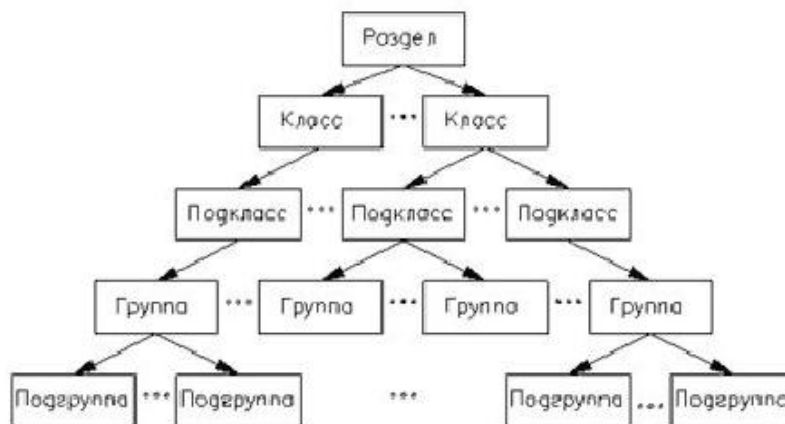 Раздел
Класс ... Класс
Подкласс ... Подкласс ... Подкласс
Группа ... Группа ... Группа ... Группа
Подгруппа ... Подгруппа ... Подгруппа ... Подгруппа